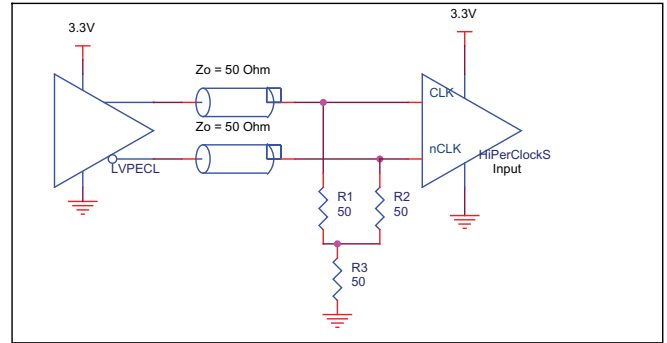 3.3V
3.3V
Zo = 50 Ohm
CLK
Zo = 50 Ohm
nCLK
HiPerClockS
Input
LVPECL
R1
50
R2
50
R3
50